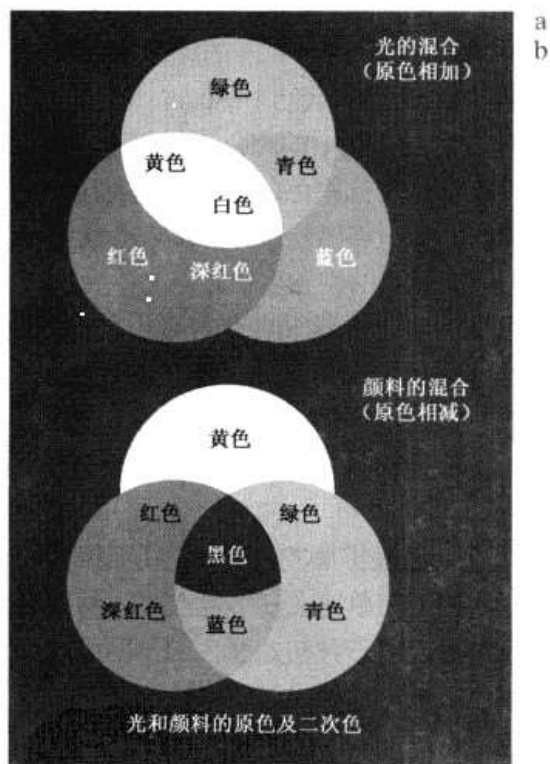 a
b
光的混合
（原色相加）
绿色
黄色
青色
白色
红色
深红色
蓝色
颜料的混合
（原色相减）
黄色
红色
绿色
黑色
深红色
蓝色
青色
光和颜料的原色及二次色